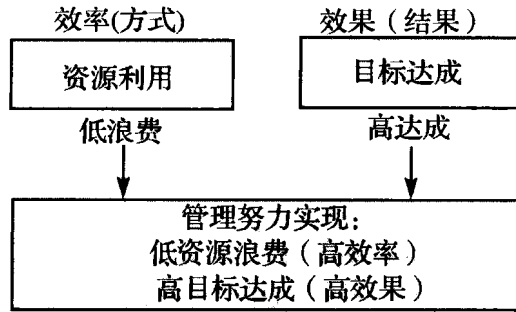 效率(方式)
效果（结果）
资源利用
目标达成
低浪费
高达成
管理努力实现：
低资源浪费（高效率）
高目标达成（高效果）